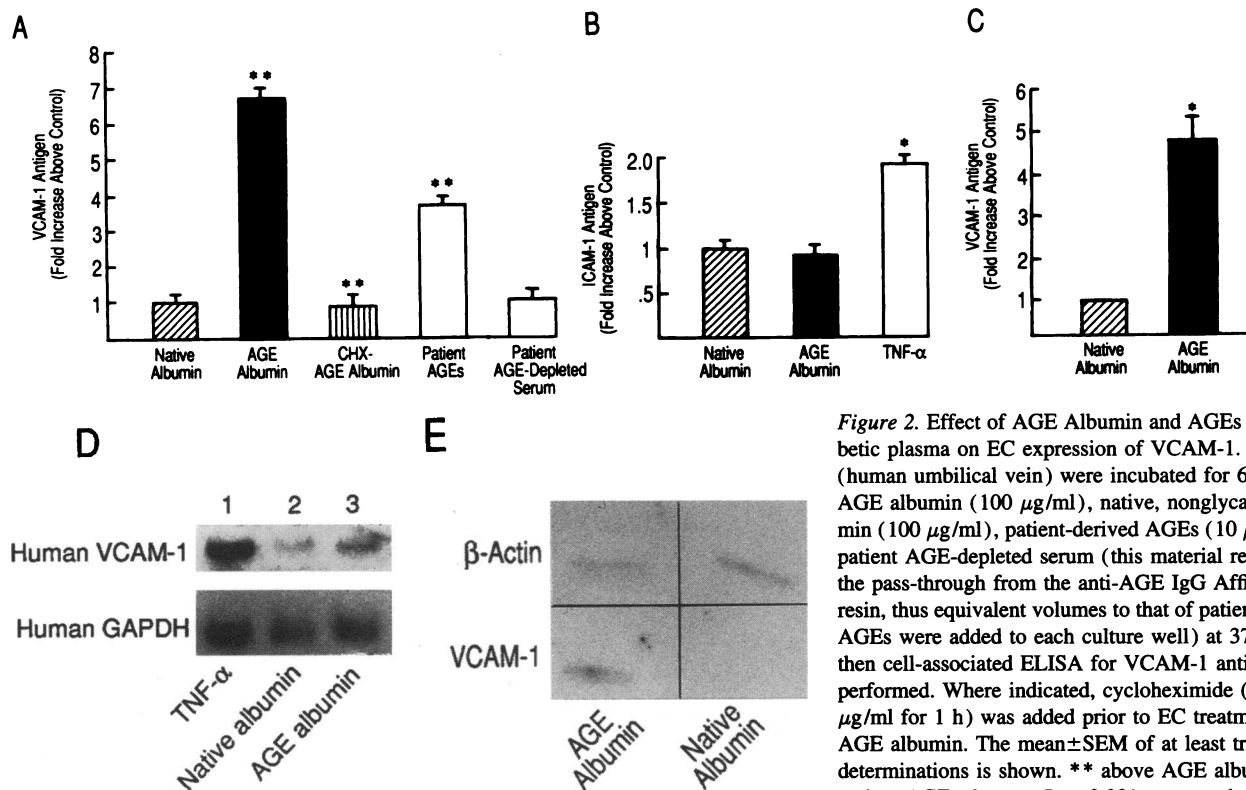 A
VCAM-1 Antigen
(Fold Increase Above Control)
8
7
6
5
4
3
2
1
**
**
**
Native
Albumin
AGE
Albumin
CHX-
AGE Albumin
Patient
AGEs
Patient
AGE-Depleted
Serum
B
ICAM-1 Antigen
(Fold Increase Above Control)
2.0
1.5
1
.5
*
Native
Albumin
AGE
Albumin
TNF-α
C
VCAM-1 Antigen
(Fold Increase Above Control)
6
5
4
3
2
1
*
Native
Albumin
AGE
Albumin
D
1 2 3
Human VCAM-1
Human GAPDH
TNF-α
Native albumin
AGE albumin
E
β-Actin
VCAM-1
AGE
Albumin
Native
Albumin
Figure 2. Effect of AGE Albumin and AGEs
betic plasma on EC expression of VCAM-1.
(human umbilical vein) were incubated for 6
AGE albumin (100 μg/ml), native, nonglyca
min (100 μg/ml), patient-derived AGEs (10 μ
patient AGE-depleted serum (this material re
the pass-through from the anti-AGE IgG Affi
resin, thus equivalent volumes to that of patien
AGEs were added to each culture well) at 37
then cell-associated ELISA for VCAM-1 anti
performed. Where indicated, cycloheximide (
μg/ml for 1 h) was added prior to EC treatm
AGE albumin. The mean±SEM of at least tr
determinations is shown. ** above AGE albu